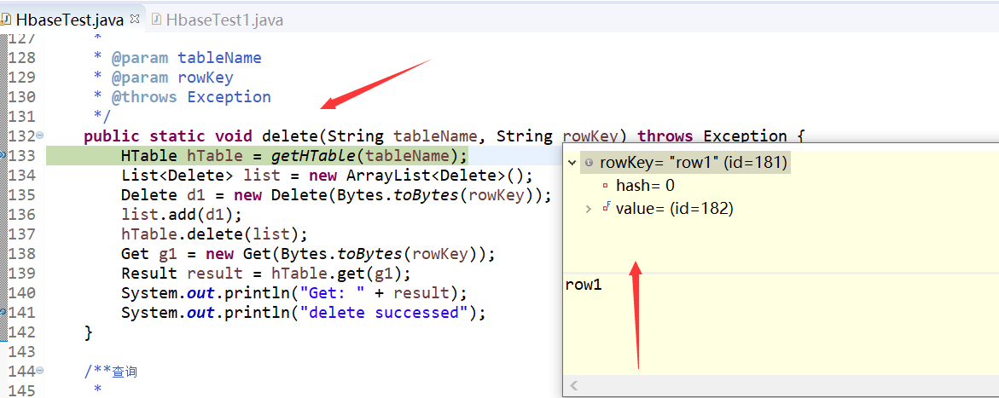 HbaseTest.java HbaseTest1.java
127 *
128 * @param tableName
129 * @param rowKey
130 * @throws Exception
131 */
132 public static void delete(String tableName, String rowKey) throws Exception {
133 HTable hTable = getHTable(tableName);
134 List<Delete> list = new ArrayList<Delete>();
135 Delete d1 = new Delete(Bytes.toBytes(rowKey));
136 list.add(d1);
137 hTable.delete(list);
138 Get g1 = new Get(Bytes.toBytes(rowKey));
139 Result result = hTable.get(g1);
140 System.out.println("Get: " + result);
141 System.out.println("delete successed");
142 }
143
144 /**查询
145 *
rowKey= "row1" (id=181)
hash= 0
value= (id=182)
row1